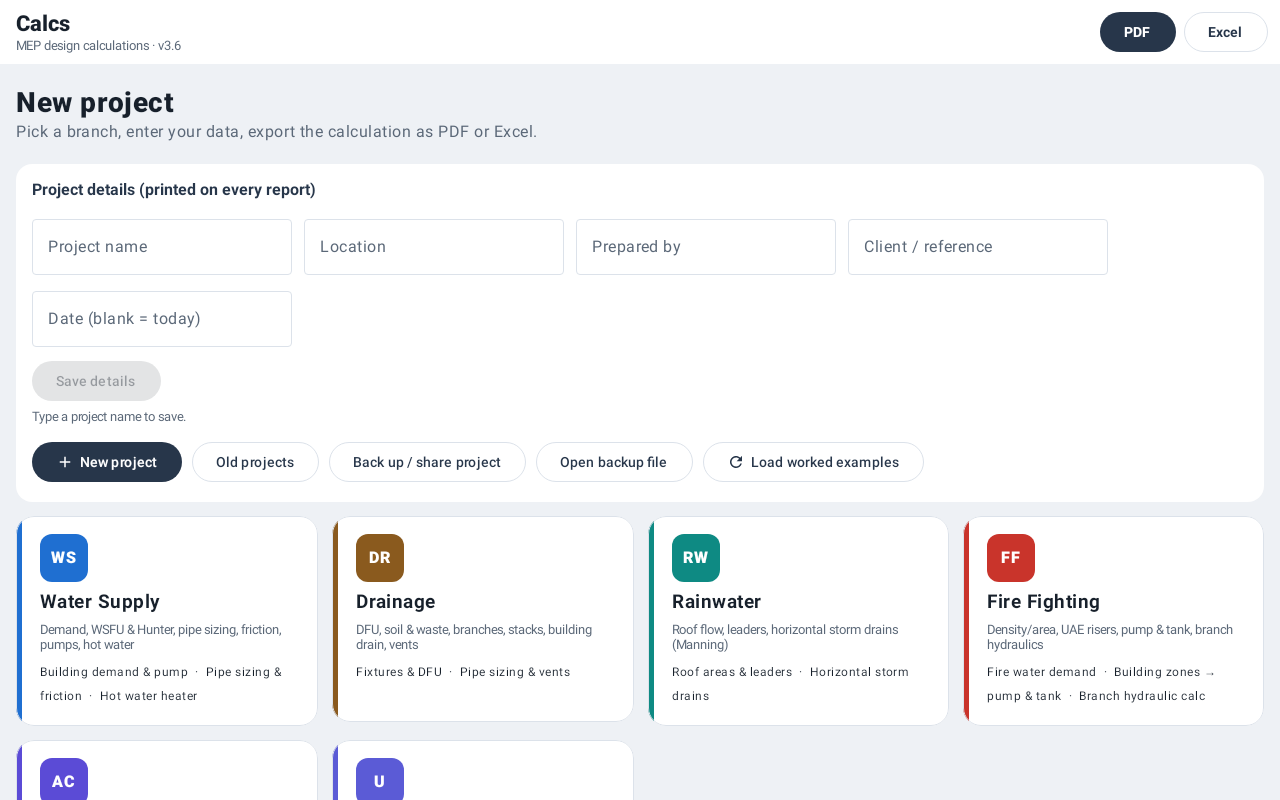 Calcs
MEP design calculations · v3.6
PDF
Excel
New project
Pick a branch, enter your data, export the calculation as PDF or Excel.
Project details (printed on every report)
Project name
Location
Prepared by
Client / reference
Date (blank = today)
Save details
Type a project name to save.
+ New project
Old projects
Back up / share project
Open backup file
Load worked examples
WS
Water Supply
Demand, WSFU & Hunter, pipe sizing, friction,
pumps, hot water
Building demand & pump · Pipe sizing &
friction · Hot water heater
DR
Drainage
DFU, soil & waste, branches, stacks, building
drain, vents
Fixtures & DFU · Pipe sizing & vents
RW
Rainwater
Roof flow, leaders, horizontal storm drains
(Manning)
Roof areas & leaders · Horizontal storm
drains
FF
Fire Fighting
Density/area, UAE risers, pump & tank, branch
hydraulics
Fire water demand · Building zones →
pump & tank · Branch hydraulic calc
AC
U